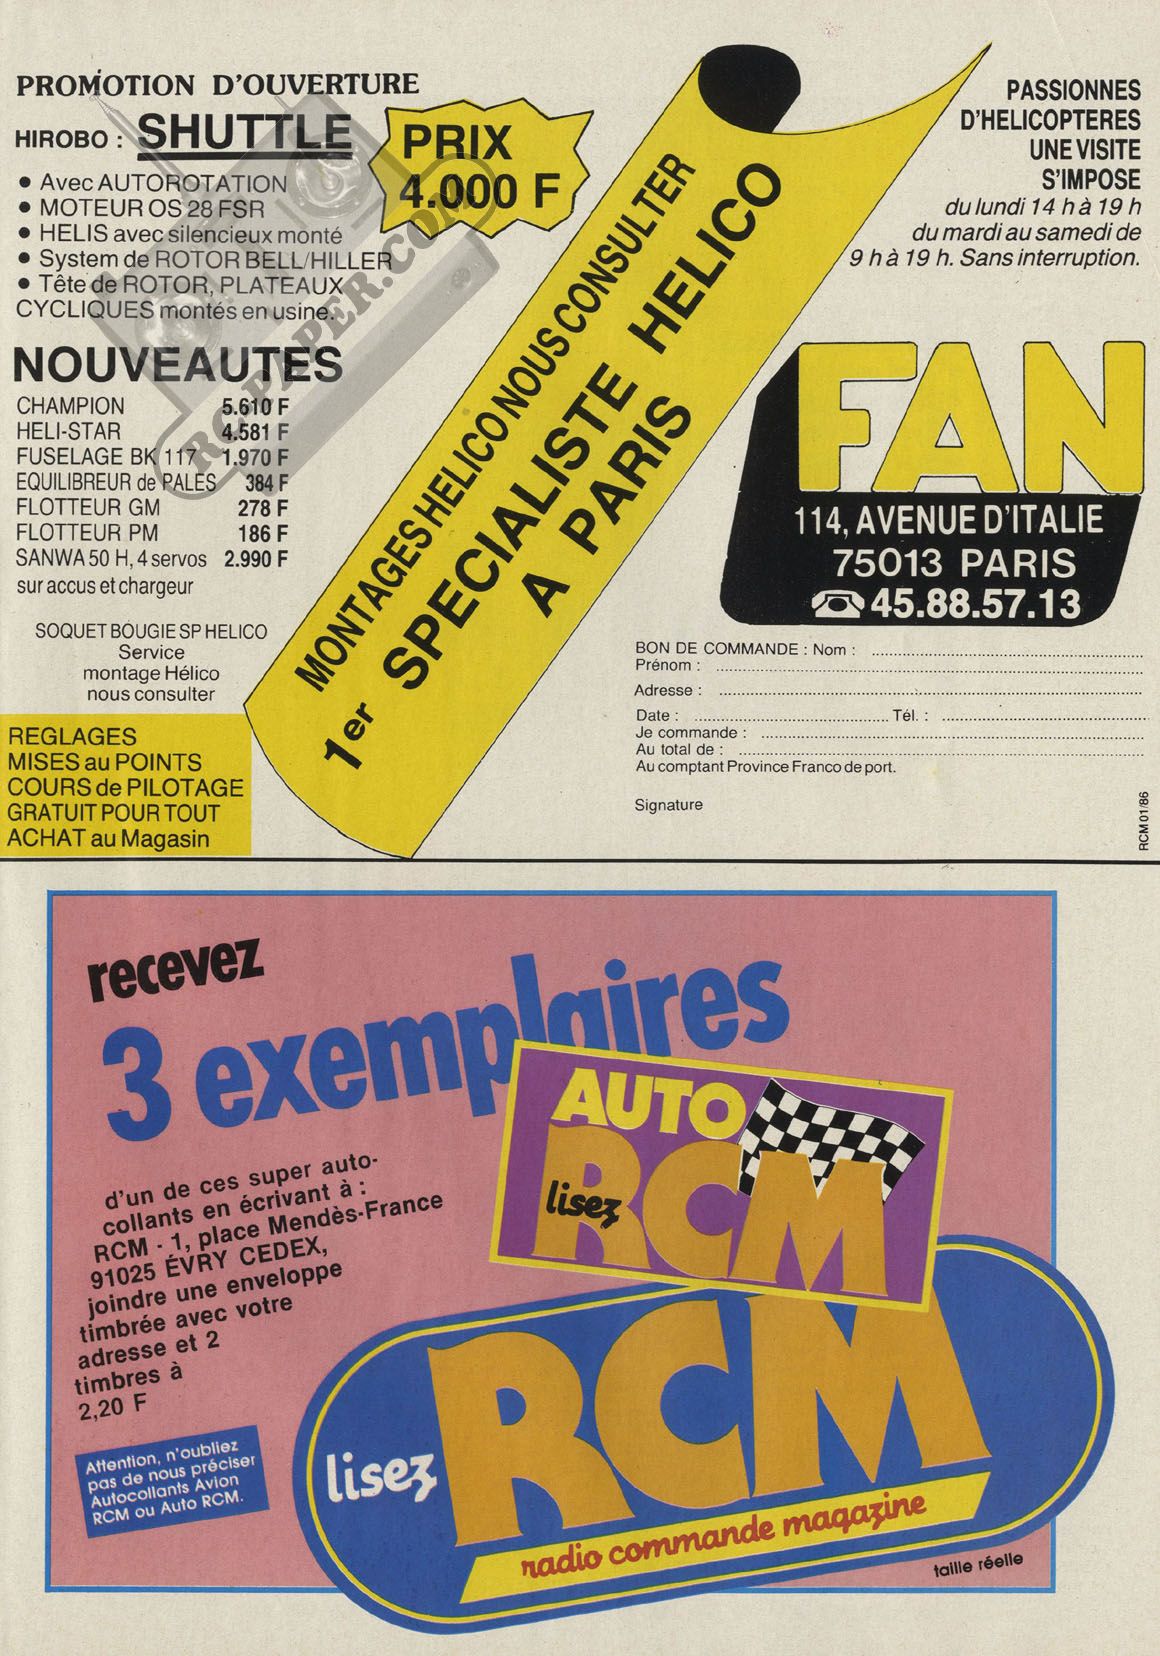 PROMOTION D'OUVERTURE
HIROBO : SHUTTLE
• Avec AUTOROTATION
• MOTEUR OS 28 FSR
• HELIS avec silencieux monté
• System de ROTOR BELL/HILLER
• Tête de ROTOR, PLATEAUX
CYCLIQUES montés en usine.
PRIX
4.000 F
NOUVEAUTES
CHAMPION 5.610 F
HELI-STAR 4.581 F
FUSELAGE BK 117 1.970 F
EQUILIBREUR de PALES 384 F
FLOTTEUR GM 278 F
FLOTTEUR PM 186 F
SANWA 50 H, 4 servos 2.990 F
sur accus et chargeur
SOQUET BOUGIE SP HELICO
Service
montage Hélico
nous consulter
REGLAGES
MISES au POINTS
COURS de PILOTAGE
GRATUIT POUR TOUT
ACHAT au Magasin
MONTAGES HELICO NOUS CONSULTER
1er SPECIALISTE HELICO
A PARIS
PASSIONNES
D'HELICOPTERES
UNE VISITE
S'IMPOSE
du lundi 14 h à 19 h
du mardi au samedi de
9 h à 19 h. Sans interruption.
FAN
114, AVENUE D'ITALIE
75013 PARIS
45.88.57.13
BON DE COMMANDE : Nom :
Prénom :
Adresse :
Date : Tél. :
Je commande :
Au total de :
Au comptant Province Franco de port.
Signature
RCM 01/86
RCPAPER.COM
recevez
3 exemplaires
d'un de ces super auto-
collants en écrivant à :
RCM - 1, place Mendès-France
91025 ÉVRY CEDEX,
joindre une enveloppe
timbrée avec votre
adresse et 2
timbres à
2,20 F
Attention, n'oubliez
pas de nous préciser
Autocollants Avion
RCM ou Auto RCM.
AUTO
lisez RCM
lisez RCM
radio commande magazine
taille réelle